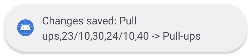 Changes saved: Pull
ups,23/10,30,24/10,40 -> Pull-ups